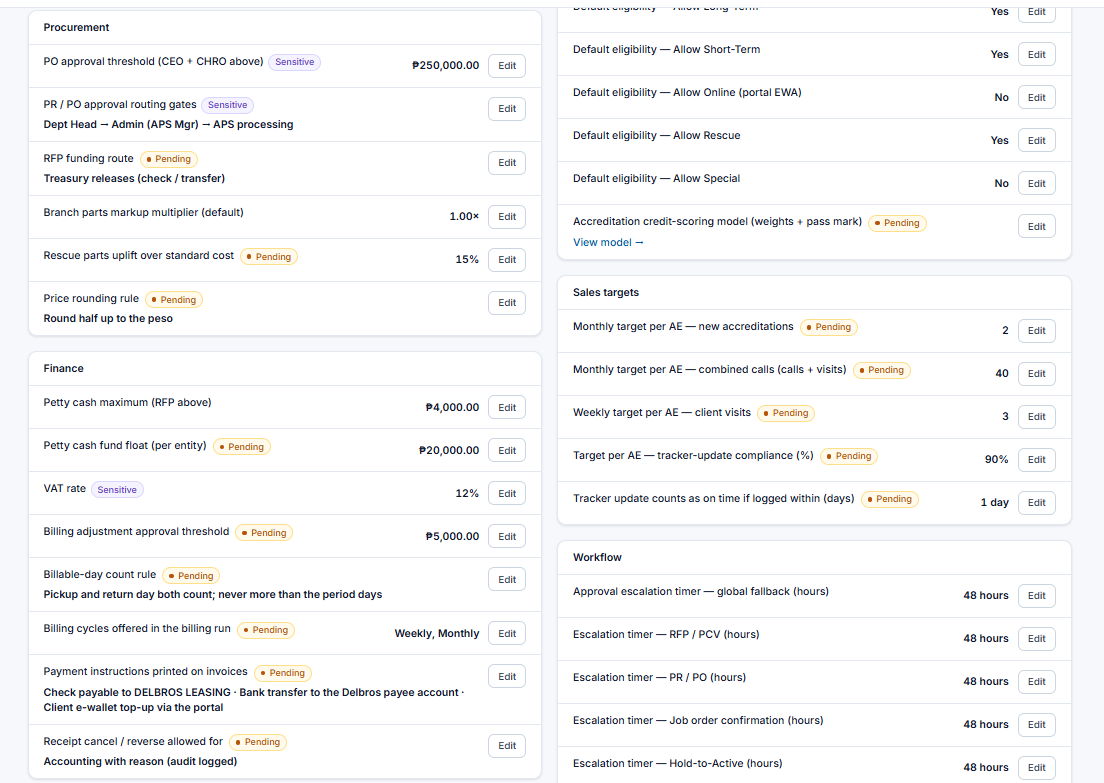 Procurement
PO approval threshold (CEO + CHRO above) Sensitive ₱250,000.00 Edit
PR / PO approval routing gates Sensitive Edit
Dept Head → Admin (APS Mgr) → APS processing
RFP funding route Pending Edit
Treasury releases (check / transfer)
Branch parts markup multiplier (default) 1.00× Edit
Rescue parts uplift over standard cost Pending 15% Edit
Price rounding rule Pending Edit
Round half up to the peso
Finance
Petty cash maximum (RFP above) ₱4,000.00 Edit
Petty cash fund float (per entity) Pending ₱20,000.00 Edit
VAT rate Sensitive 12% Edit
Billing adjustment approval threshold Pending ₱5,000.00 Edit
Billable-day count rule Pending Edit
Pickup and return day both count; never more than the period days
Billing cycles offered in the billing run Pending Weekly, Monthly Edit
Payment instructions printed on invoices Pending Edit
Check payable to DELBROS LEASING · Bank transfer to the Delbros payee account ·
Client e-wallet top-up via the portal
Receipt cancel / reverse allowed for Pending Edit
Accounting with reason (audit logged)
Default eligibility — Allow Long-Term Yes Edit
Default eligibility — Allow Short-Term Yes Edit
Default eligibility — Allow Online (portal EWA) No Edit
Default eligibility — Allow Rescue Yes Edit
Default eligibility — Allow Special No Edit
Accreditation credit-scoring model (weights + pass mark) Pending Edit
View model →
Sales targets
Monthly target per AE — new accreditations Pending 2 Edit
Monthly target per AE — combined calls (calls + visits) Pending 40 Edit
Weekly target per AE — client visits Pending 3 Edit
Target per AE — tracker-update compliance (%) Pending 90% Edit
Tracker update counts as on time if logged within (days) Pending 1 day Edit
Workflow
Approval escalation timer — global fallback (hours) 48 hours Edit
Escalation timer — RFP / PCV (hours) 48 hours Edit
Escalation timer — PR / PO (hours) 48 hours Edit
Escalation timer — Job order confirmation (hours) 48 hours Edit
Escalation timer — Hold-to-Active (hours) 48 hours Edit